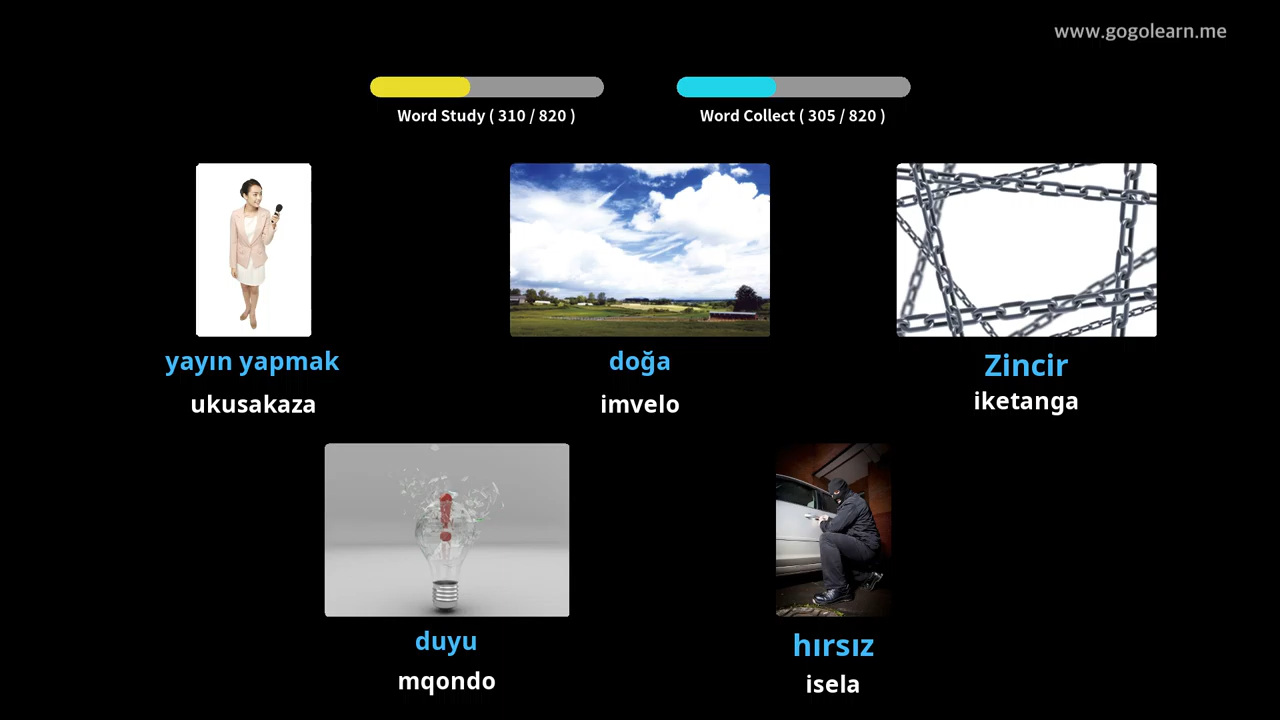 www.gogolearn.me
Word Study ( 310 / 820 )
Word Collect ( 305 / 820 )
yayın yapmak
ukusakaza
doğa
imvelo
Zincir
iketanga
duyu
mqondo
hırsız
isela